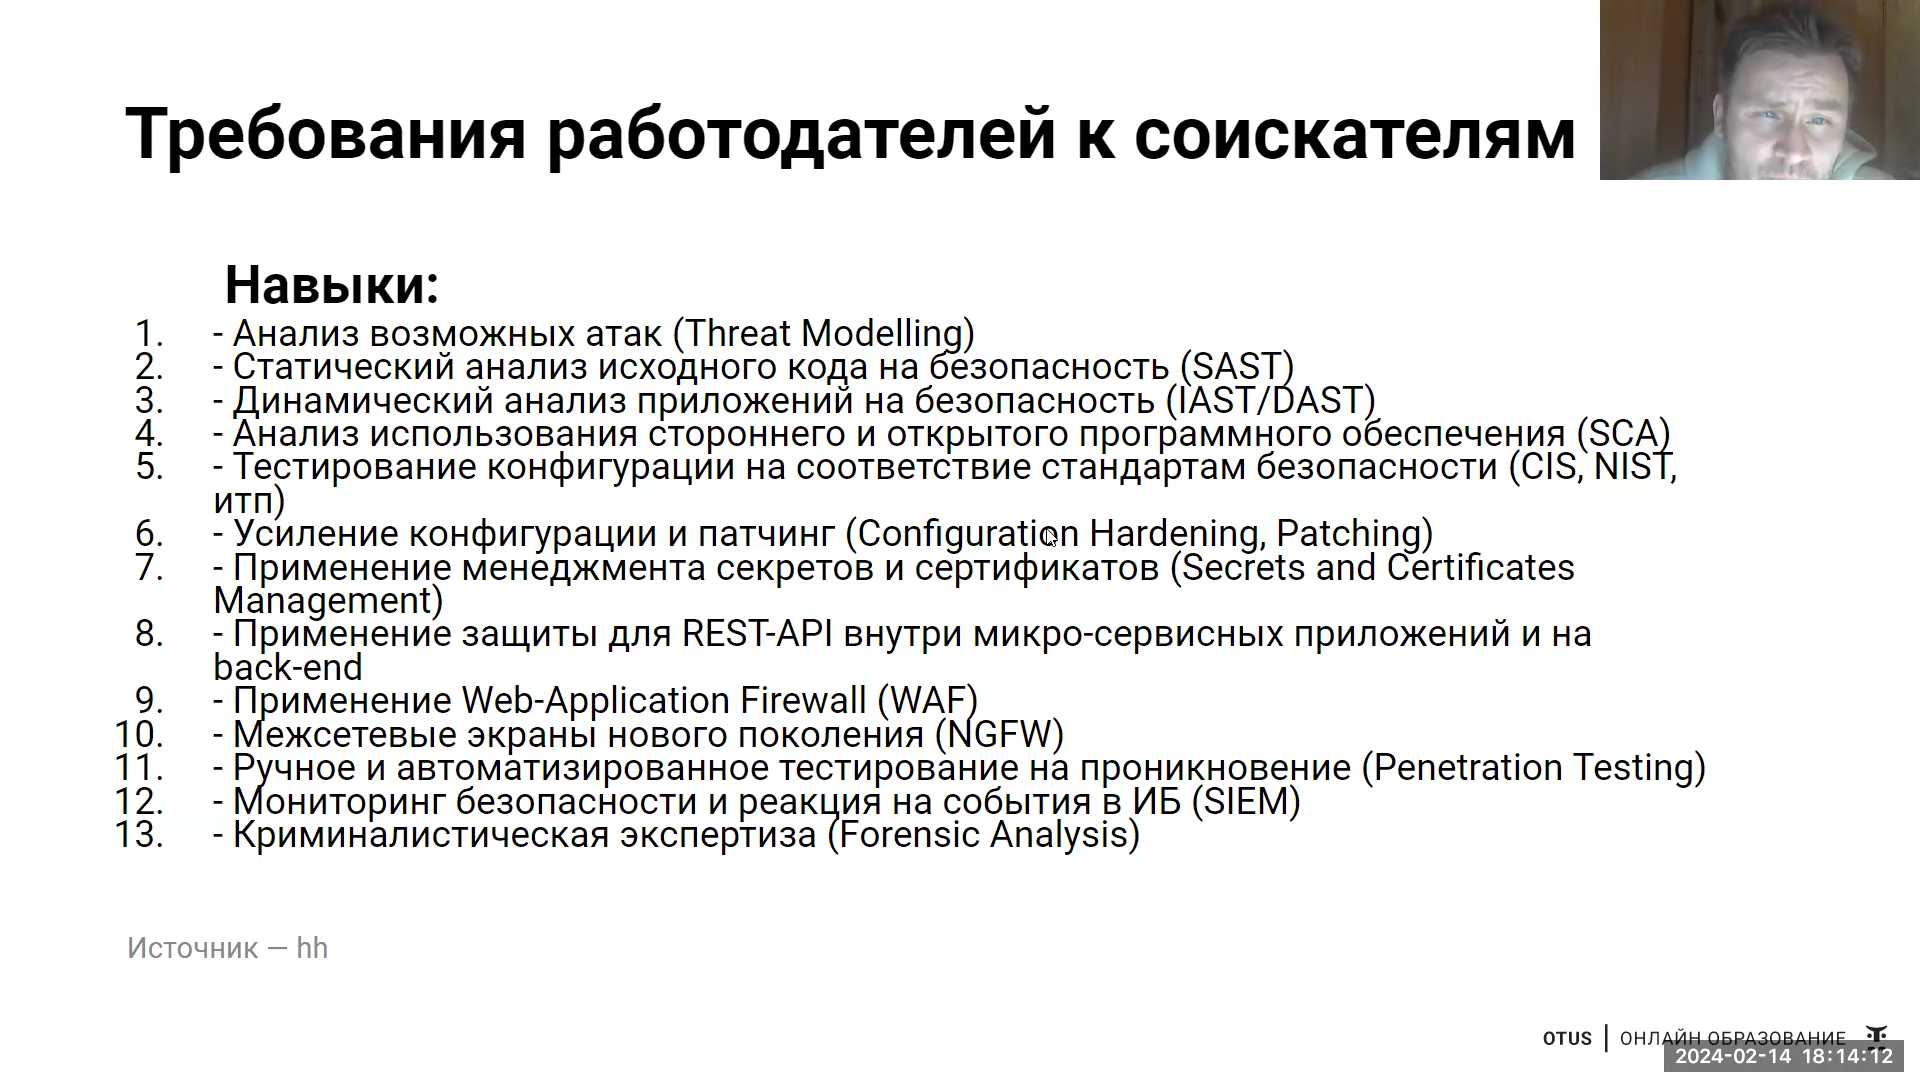 Требования работодателей к соискателям
Навыки:
1. - Анализ возможных атак (Threat Modelling)
2. - Статический анализ исходного кода на безопасность (SAST)
3. - Динамический анализ приложений на безопасность (IAST/DAST)
4. - Анализ использования стороннего и открытого программного обеспечения (SCA)
5. - Тестирование конфигурации на соответствие стандартам безопасности (CIS, NIST,
итп)
6. - Усиление конфигурации и патчинг (Configuration Hardening, Patching)
7. - Применение менеджмента секретов и сертификатов (Secrets and Certificates
Management)
8. - Применение защиты для REST-API внутри микро-сервисных приложений и на
back-end
9. - Применение Web-Application Firewall (WAF)
10. - Межсетевые экраны нового поколения (NGFW)
11. - Ручное и автоматизированное тестирование на проникновение (Penetration Testing)
12. - Мониторинг безопасности и реакция на события в ИБ (SIEM)
13. - Криминалистическая экспертиза (Forensic Analysis)
Источник — hh
OTUS | ОНЛАЙН ОБРАЗОВАНИЕ
2024-02-14 18:14:12